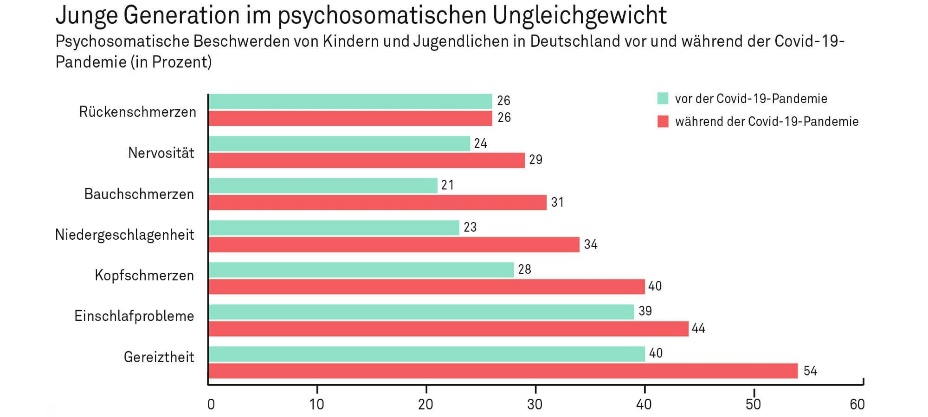 Junge Generation im psychosomatischen Ungleichgewicht
Psychosomatische Beschwerden von Kindern und Jugendlichen in Deutschland vor und während der Covid-19-
Pandemie (in Prozent)
vor der Covid-19-Pandemie
während der Covid-19-Pandemie
Rückenschmerzen 26 26
Nervosität 24 29
Bauchschmerzen 21 31
Niedergeschlagenheit 23 34
Kopfschmerzen 28 40
Einschlafprobleme 39 44
Gereiztheit 40 54
0 10 20 30 40 50 60